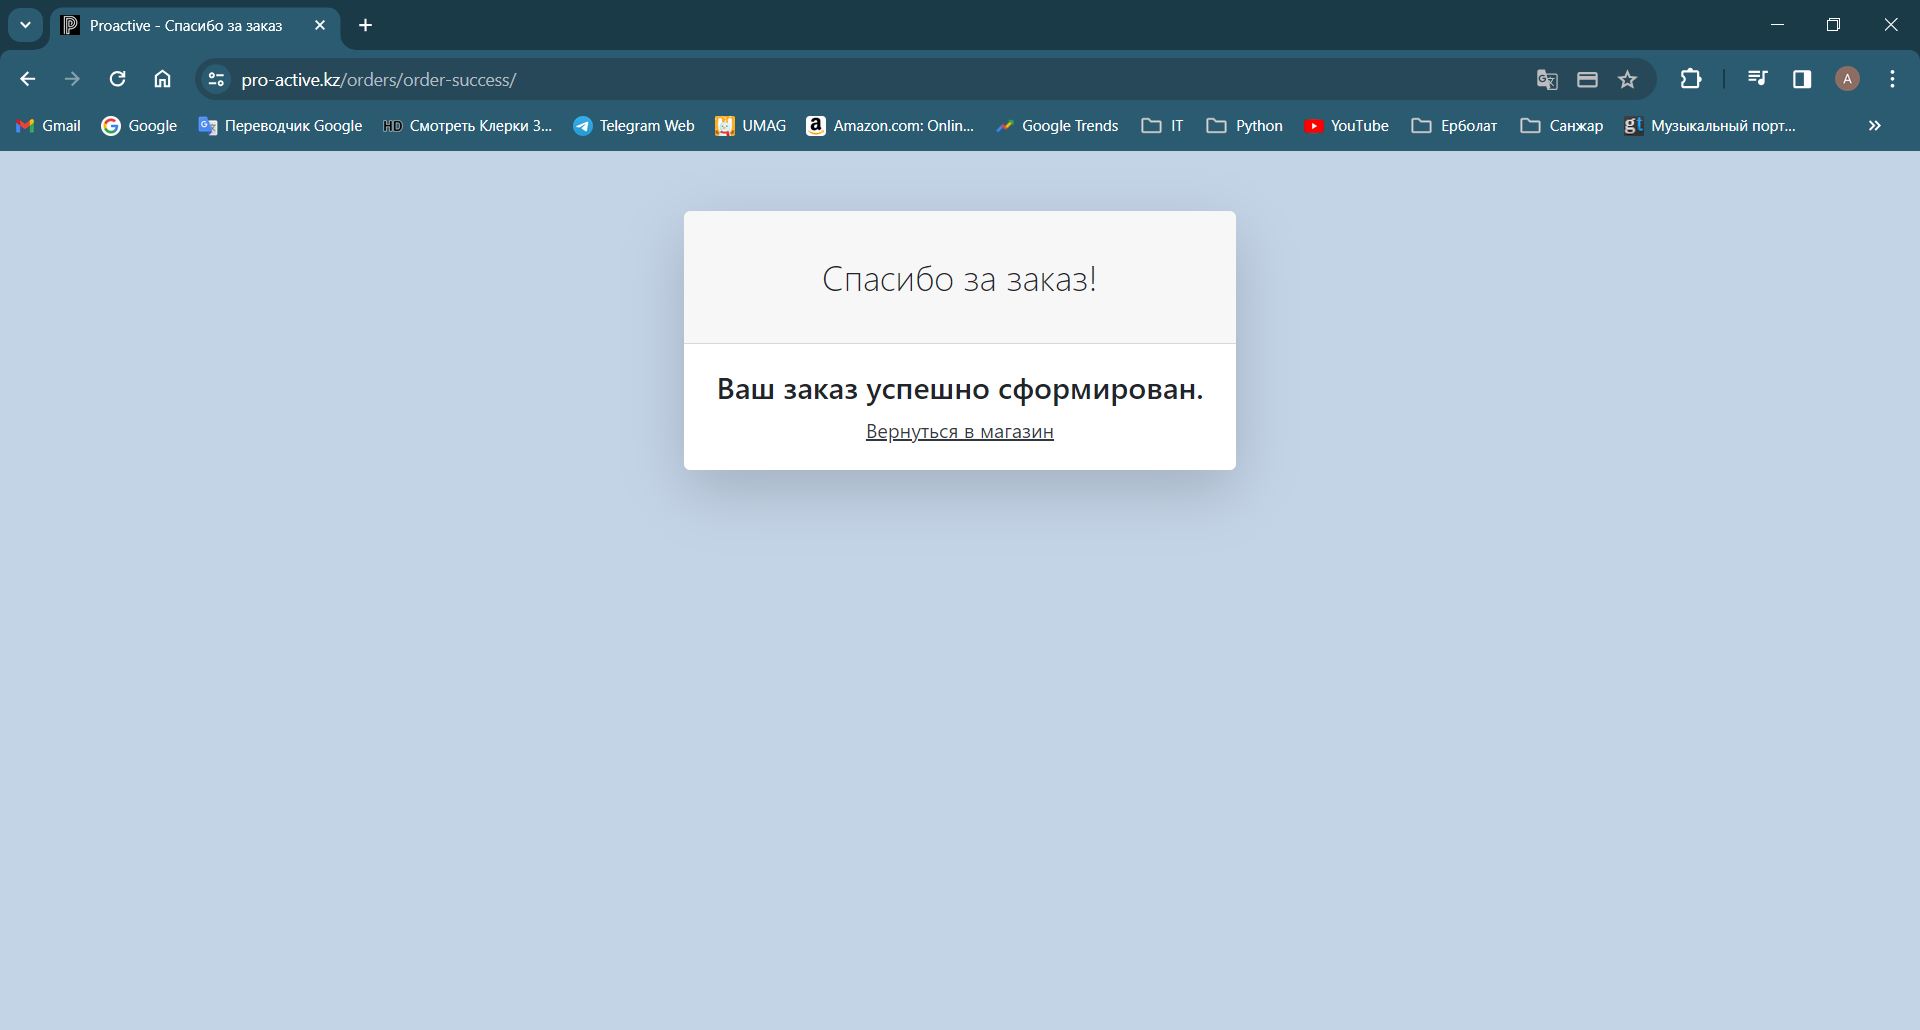 Proactive - Спасибо за заказ
pro-active.kz/orders/order-success/
A
Gmail Google Переводчик Google HD Смотреть Клерки 3... Telegram Web UMAG a Amazon.com: Onlin... Google Trends IT Python YouTube Ерболат Санжар gt Музыкальный порт...
Спасибо за заказ!
Ваш заказ успешно сформирован.
Вернуться в магазин